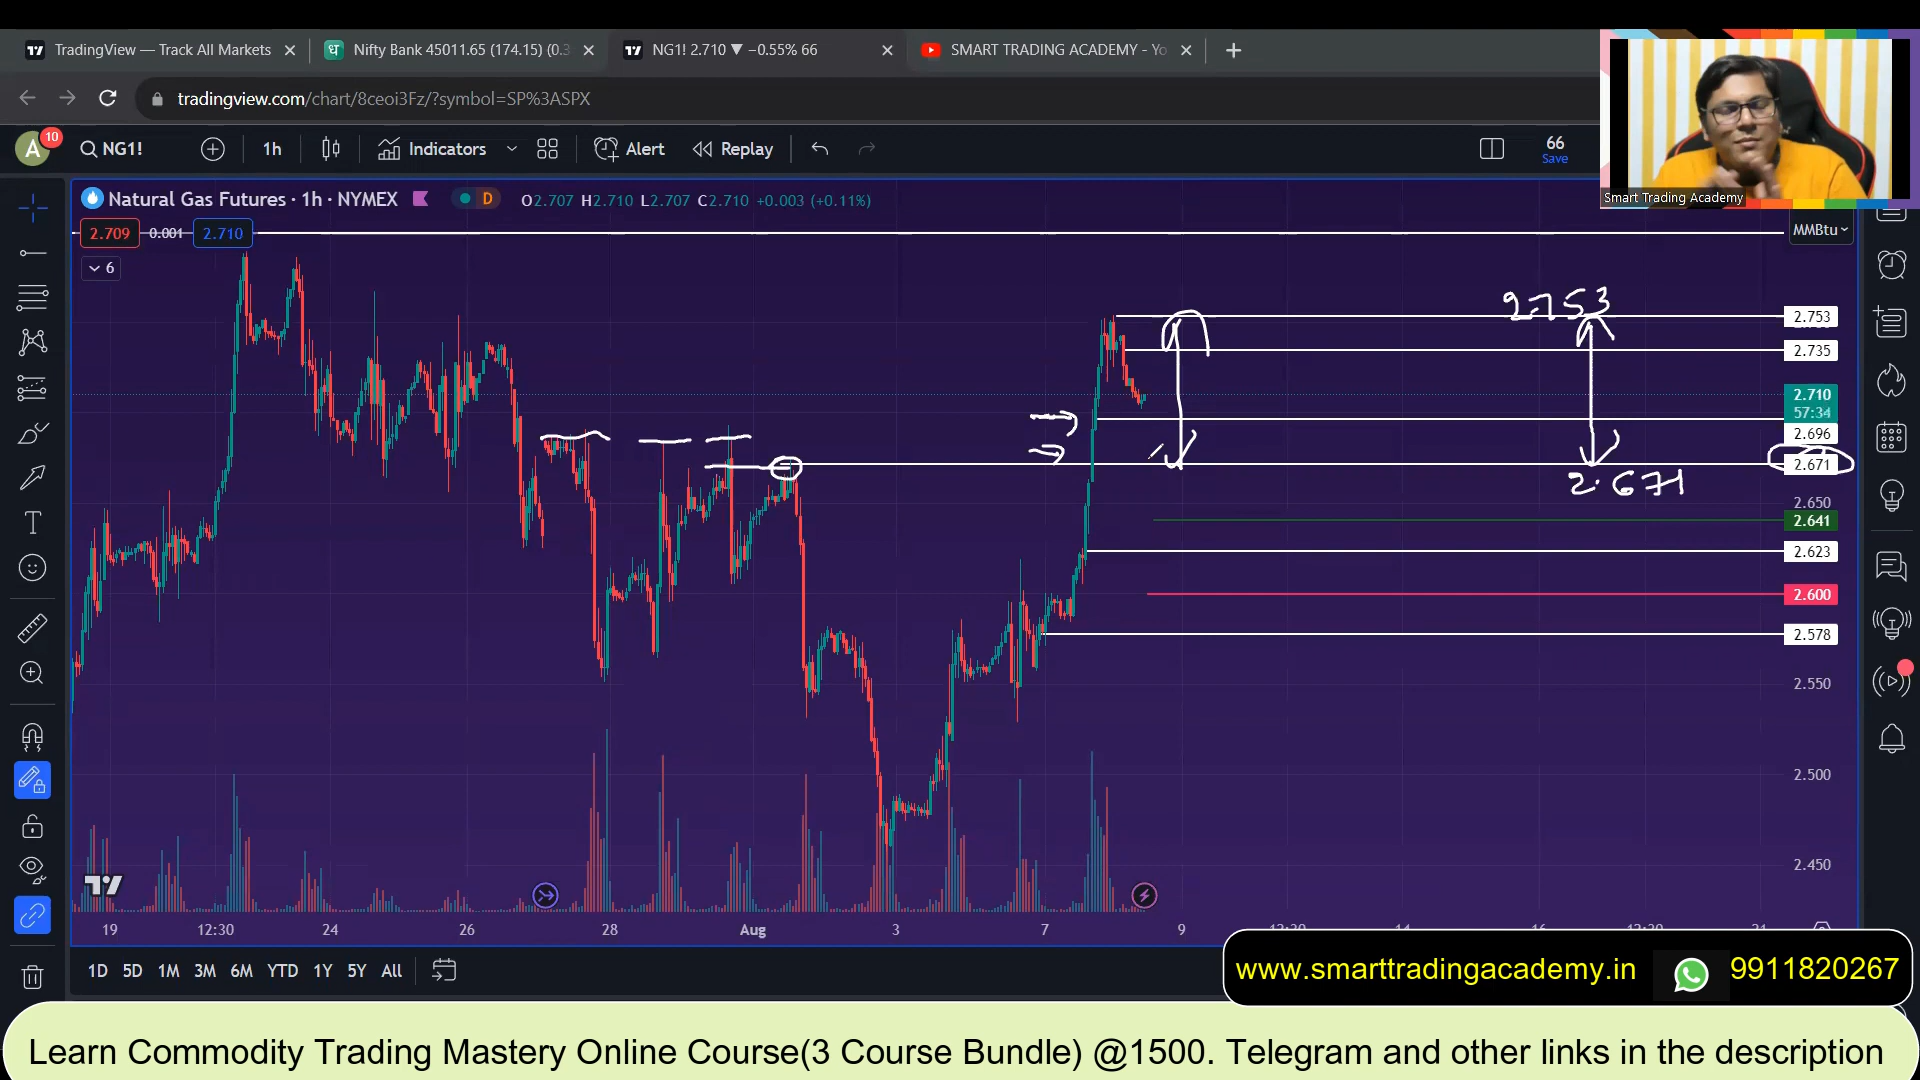 TradingView — Track All Markets
Nifty Bank 45011.65 (174.15) (0.3
NG1! 2.710 ▼ −0.55% 66
SMART TRADING ACADEMY - Yo
tradingview.com/chart/8ceoi3Fz/?symbol=SP%3ASPX
A 10 NG1! 1h Indicators Alert Replay 66
Save
Smart Trading Academy
Natural Gas Futures · 1h · NYMEX D O2.707 H2.710 L2.707 C2.710 +0.003 (+0.11%)
2.709 0.001 2.710
MMBtu
6
2.753
2.753
2.735
2.710
57:34
2.696
2.671
2.671
2.650
2.641
2.623
2.600
2.578
2.550
2.500
2.450
19 12:30 24 26 28 Aug 3 7 9
1D 5D 1M 3M 6M YTD 1Y 5Y All
www.smarttradingacademy.in 9911820267
Learn Commodity Trading Mastery Online Course(3 Course Bundle) @1500. Telegram and other links in the description